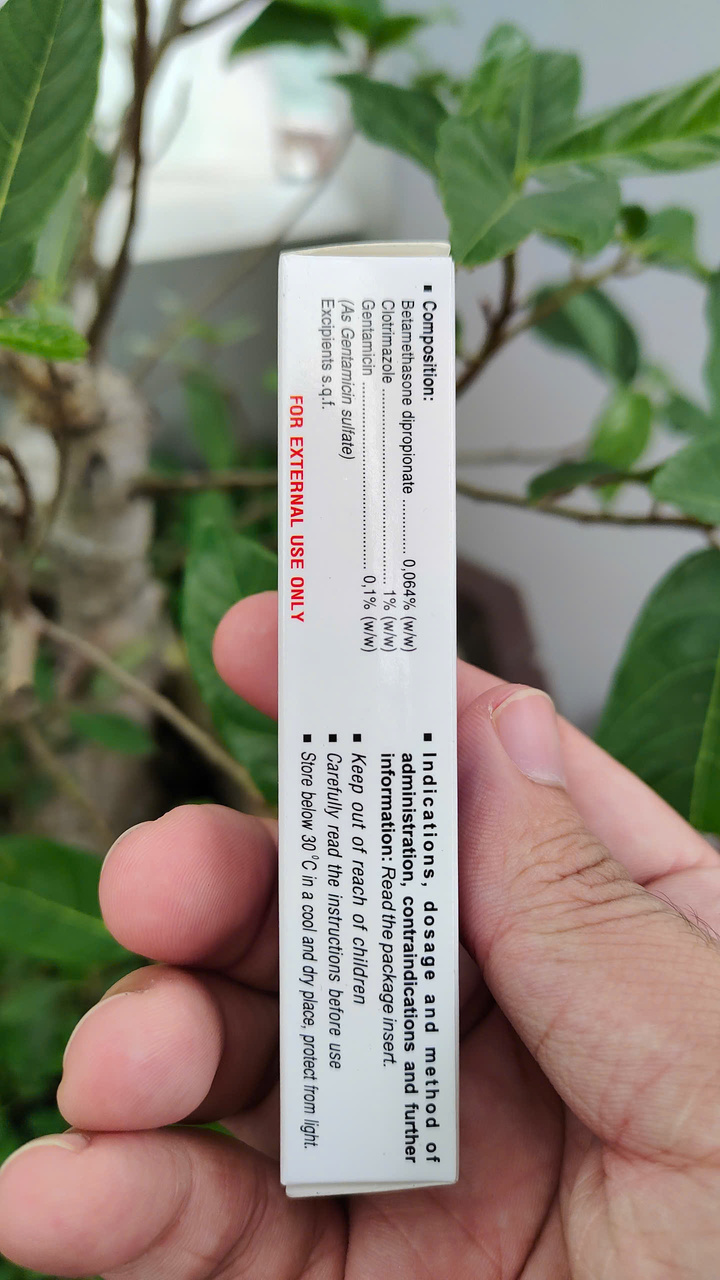 ▪ Composition:
Betamethasone dipropionate .......... 0,064% (w/w)
Clotrimazole .................................................. 1% (w/w)
Gentamicin ................................................ 0,1% (w/w)
(As Gentamicin sulfate)
Excipients s.q.f.
FOR EXTERNAL USE ONLY
▪ Indications, dosage and method of
administration, contraindications and further
information: Read the package insert.
▪ Keep out of reach of children
▪ Carefully read the instructions before use
▪ Store below 30°C in a cool and dry place, protect from light.